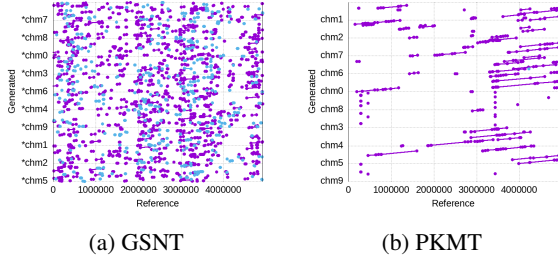 *chm7
*chm8
*chm0
*chm3
*chm6
*chm4
*chm9
*chm1
*chm2
*chm5
Generated
0 1000000 2000000 3000000 4000000
Reference
(a) GSNT
chm1
chm2
chm7
chm6
chm0
chm8
chm3
chm4
chm5
chm9
Generated
0 1000000 2000000 3000000 4000000
Reference
(b) PKMT